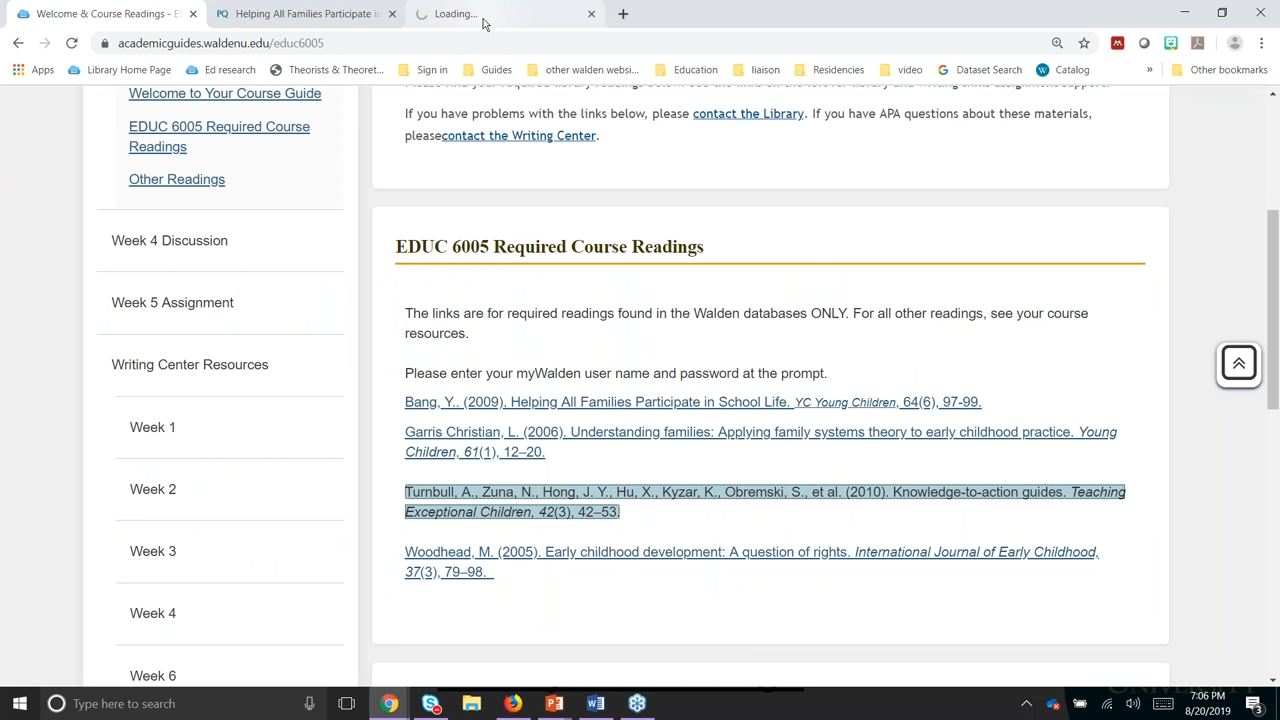 Welcome & Course Readings - E
Helping All Families Participate in
Loading...
academicguides.waldenu.edu/educ6005
Apps
Library Home Page
Ed research
Theorists & Theoret...
Sign in
Guides
other walden websi...
Education
liaison
Residencies
video
Dataset Search
Catalog
»
Other bookmarks
Welcome to Your Course Guide
EDUC 6005 Required Course
Readings
Other Readings
Week 4 Discussion
Week 5 Assignment
Writing Center Resources
Week 1
Week 2
Week 3
Week 4
Week 6
If you have problems with the links below, please contact the Library. If you have APA questions about these materials,
pleasecontact the Writing Center.
EDUC 6005 Required Course Readings
The links are for required readings found in the Walden databases ONLY. For all other readings, see your course
resources.
Please enter your myWalden user name and password at the prompt.
Bang, Y.. (2009). Helping All Families Participate in School Life. YC Young Children, 64(6), 97-99.
Garris Christian, L. (2006). Understanding families: Applying family systems theory to early childhood practice. Young
Children, 61(1), 12–20.
Turnbull, A., Zuna, N., Hong, J. Y., Hu, X., Kyzar, K., Obremski, S., et al. (2010). Knowledge-to-action guides. Teaching
Exceptional Children, 42(3), 42–53.
Woodhead, M. (2005). Early childhood development: A question of rights. International Journal of Early Childhood,
37(3), 79–98.
Type here to search
7:06 PM
8/20/2019
3